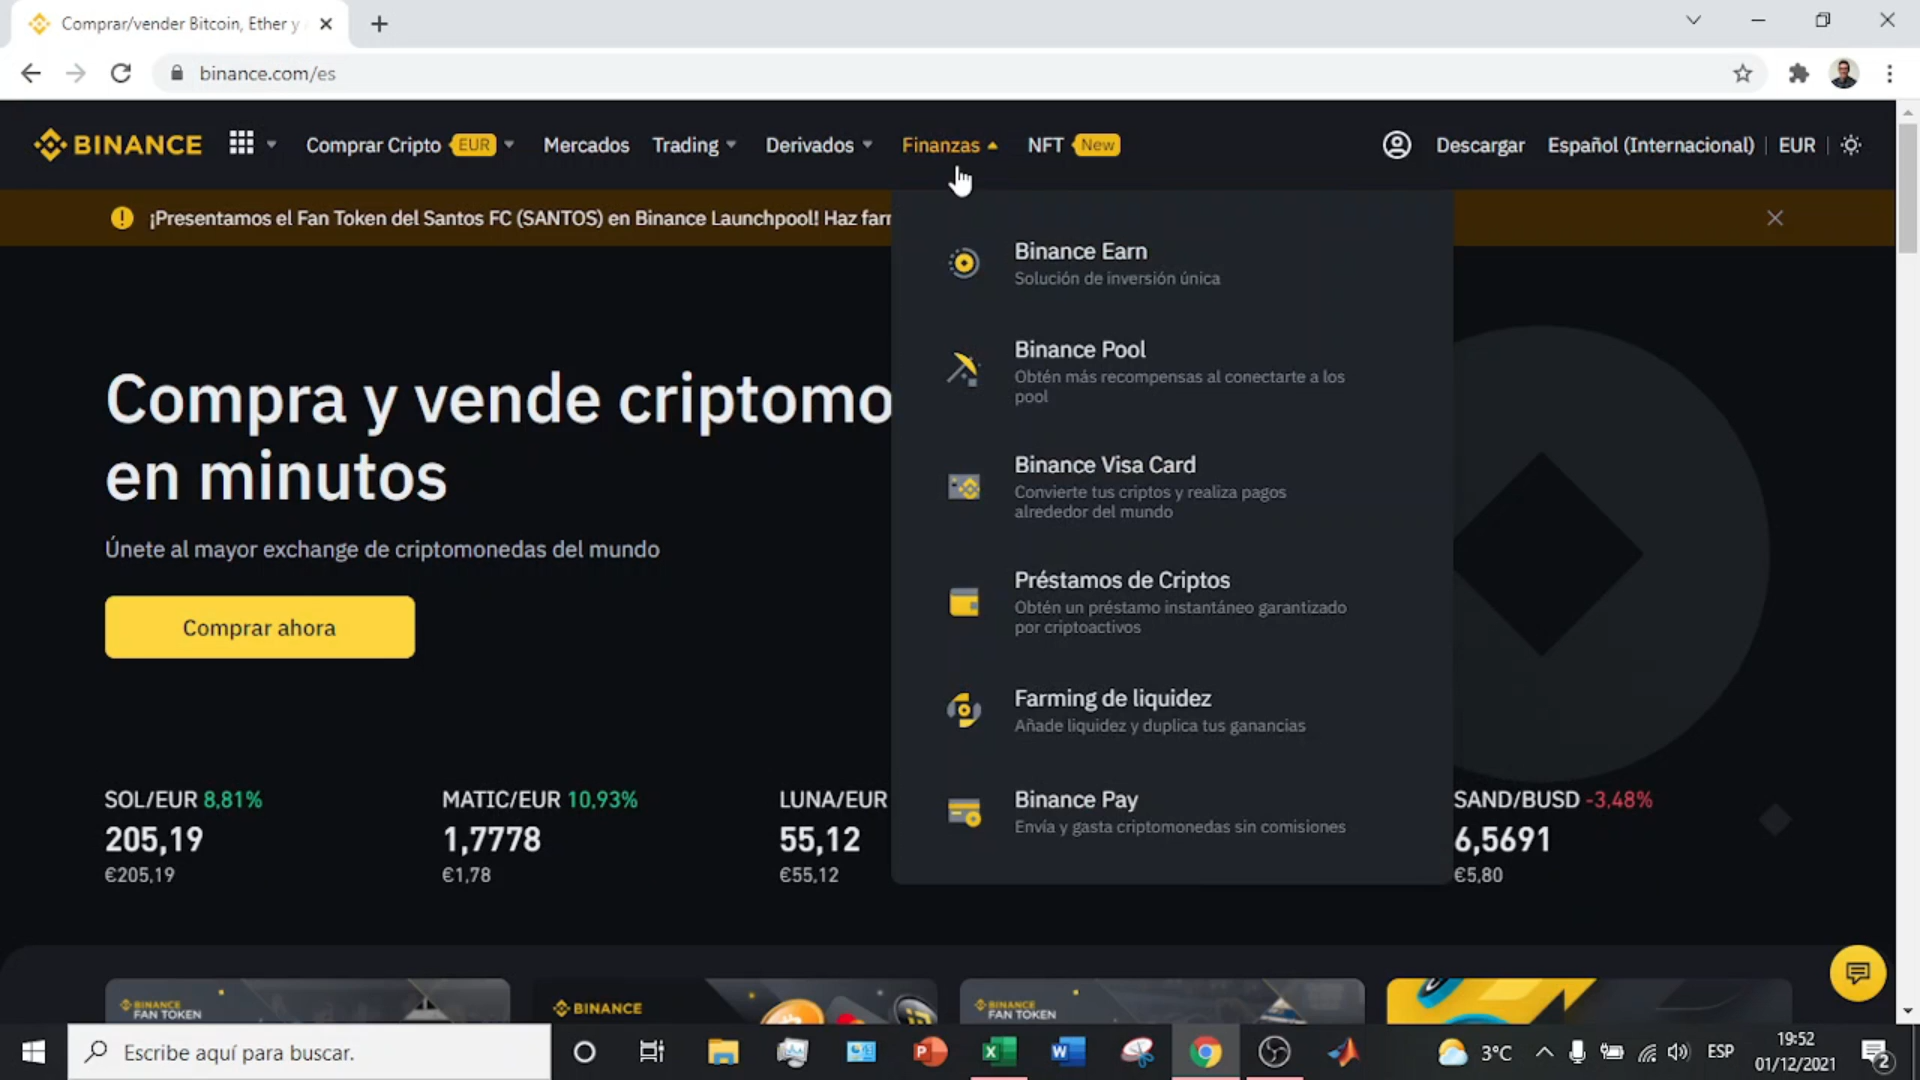 Comprar/vender Bitcoin, Ether y
binance.com/es
BINANCE
Comprar Cripto EUR
Mercados
Trading
Derivados
Finanzas
NFT New
Descargar
Español (Internacional)
EUR
¡Presentamos el Fan Token del Santos FC (SANTOS) en Binance Launchpool! Haz farr
Binance Earn
Solución de inversión única
Binance Pool
Obtén más recompensas al conectarte a los
pool
Binance Visa Card
Convierte tus criptos y realiza pagos
alrededor del mundo
Préstamos de Criptos
Obtén un préstamo instantáneo garantizado
por criptoactivos
Farming de liquidez
Añade liquidez y duplica tus ganancias
Binance Pay
Envía y gasta criptomonedas sin comisiones
Compra y vende criptomo
en minutos
Únete al mayor exchange de criptomonedas del mundo
Comprar ahora
SOL/EUR 8,81%
205,19
€205,19
MATIC/EUR 10,93%
1,7778
€1,78
LUNA/EUR
55,12
€55,12
SAND/BUSD -3,48%
6,5691
€5,80
BINANCE
FAN TOKEN
BINANCE
BINANCE
FAN TOKEN
Escribe aquí para buscar.
3°C
ESP
19:52
01/12/2021
2